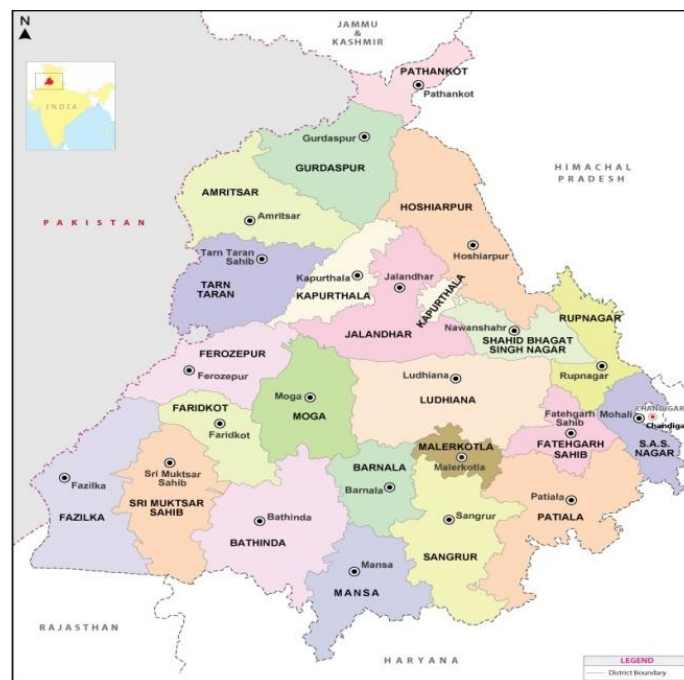 N
JAMMU
&
KASHMIR
INDIA
PATHANKOT
Pathankot
Gurdaspur
GURDASPUR
HIMACHAL
PRADESH
AMRITSAR
Amritsar
HOSHIARPUR
Hoshiarpur
PAKISTAN
Tarn Taran
Sahib
TARN
TARAN
Kapurthala
KAPURTHALA
Jalandhar
KAPURTHALA
JALANDHAR
Nawanshahr
SHAHID BHAGAT
SINGH NAGAR
RUPNAGAR
Rupnagar
FEROZEPUR
Ferozepur
Moga
MOGA
Ludhiana
LUDHIANA
FARIDKOT
Faridkot
Fatehgarh
Sahib
FATEHGARH
SAHIB
Mohali
CHANDIGAR
Chandiga
S.A.S.
NAGAR
MALERKOTLA
Malerkotla
Fazilka
FAZILKA
Sri Muktsar
Sahib
SRI MUKTSAR
SAHIB
BARNALA
Barnala
Bathinda
BATHINDA
Sangrur
SANGRUR
Patiala
PATIALA
Mansa
MANSA
RAJASTHAN
HARYANA
LEGEND
District Boundary